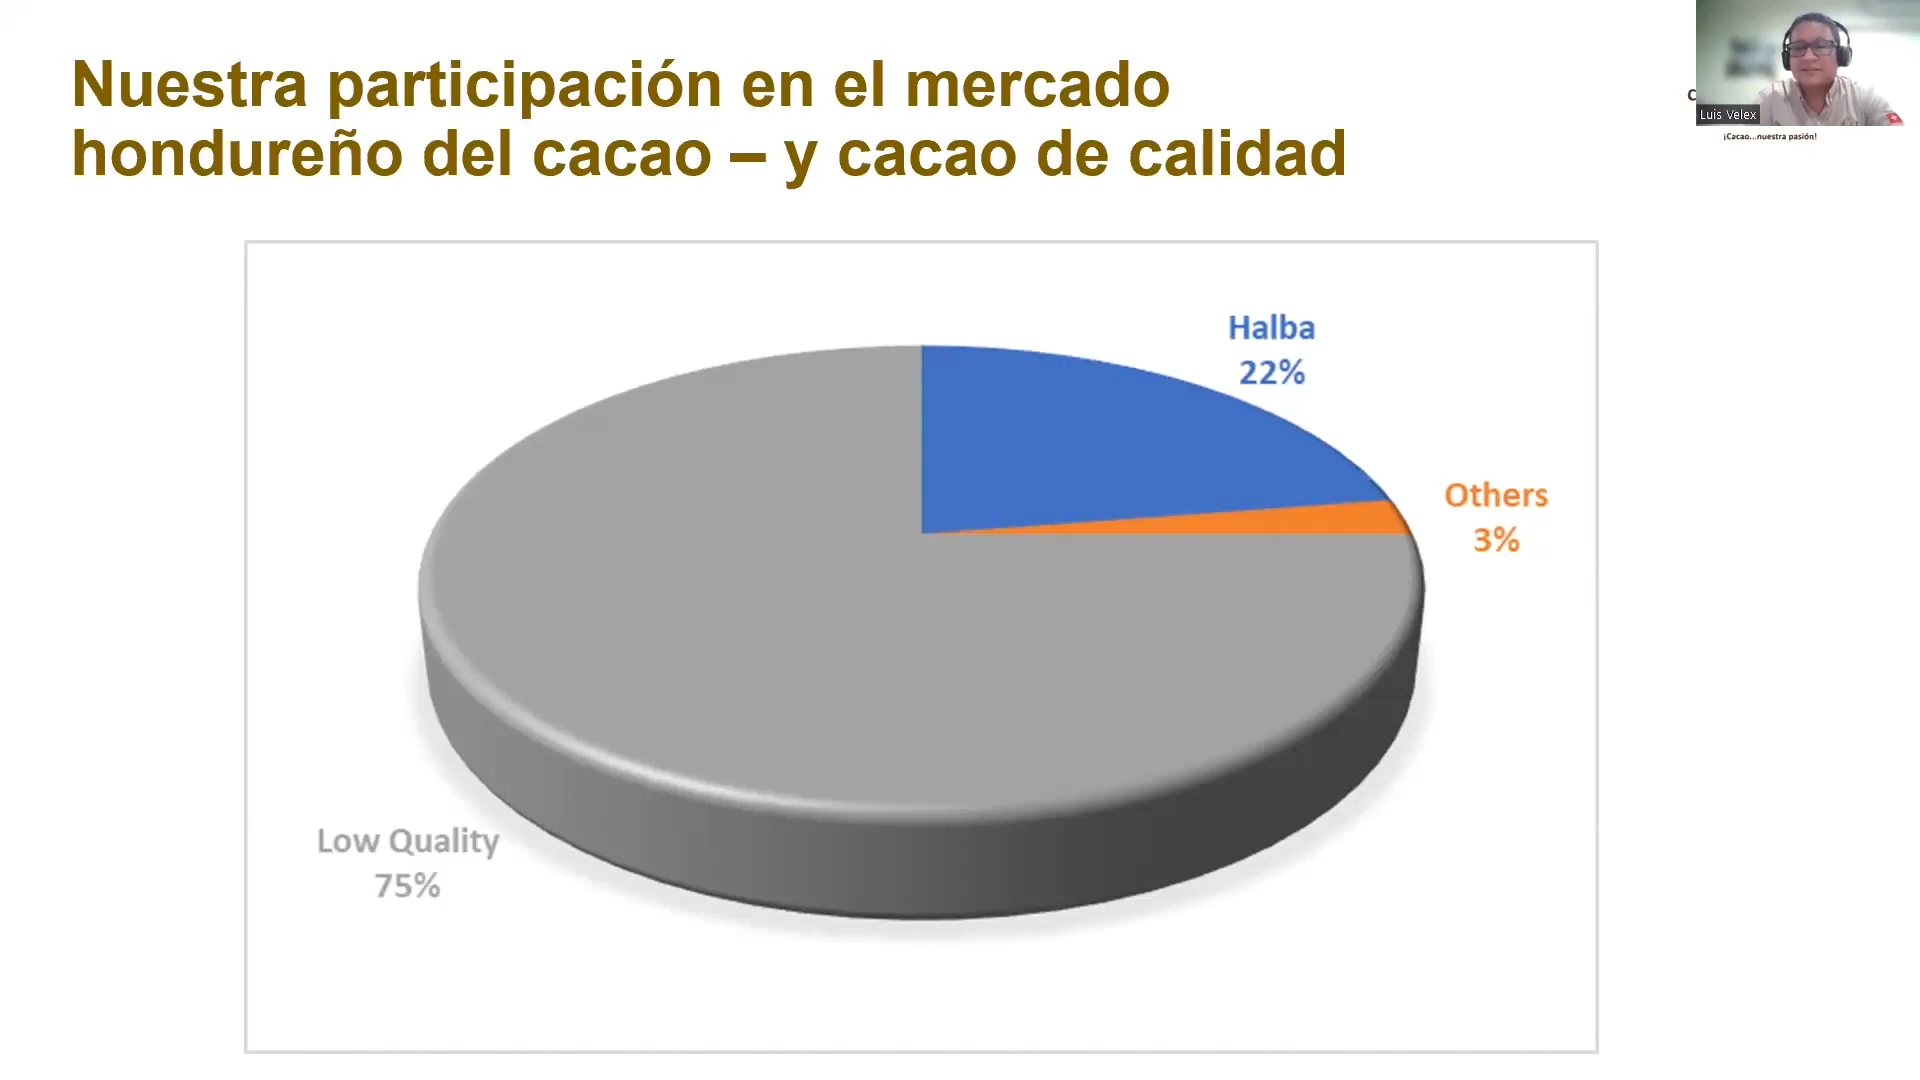 Nuestra participación en el mercado
hondureño del cacao – y cacao de calidad
Luis Velex
¡Cacao...nuestra pasión!
Halba
22%
Others
3%
Low Quality
75%